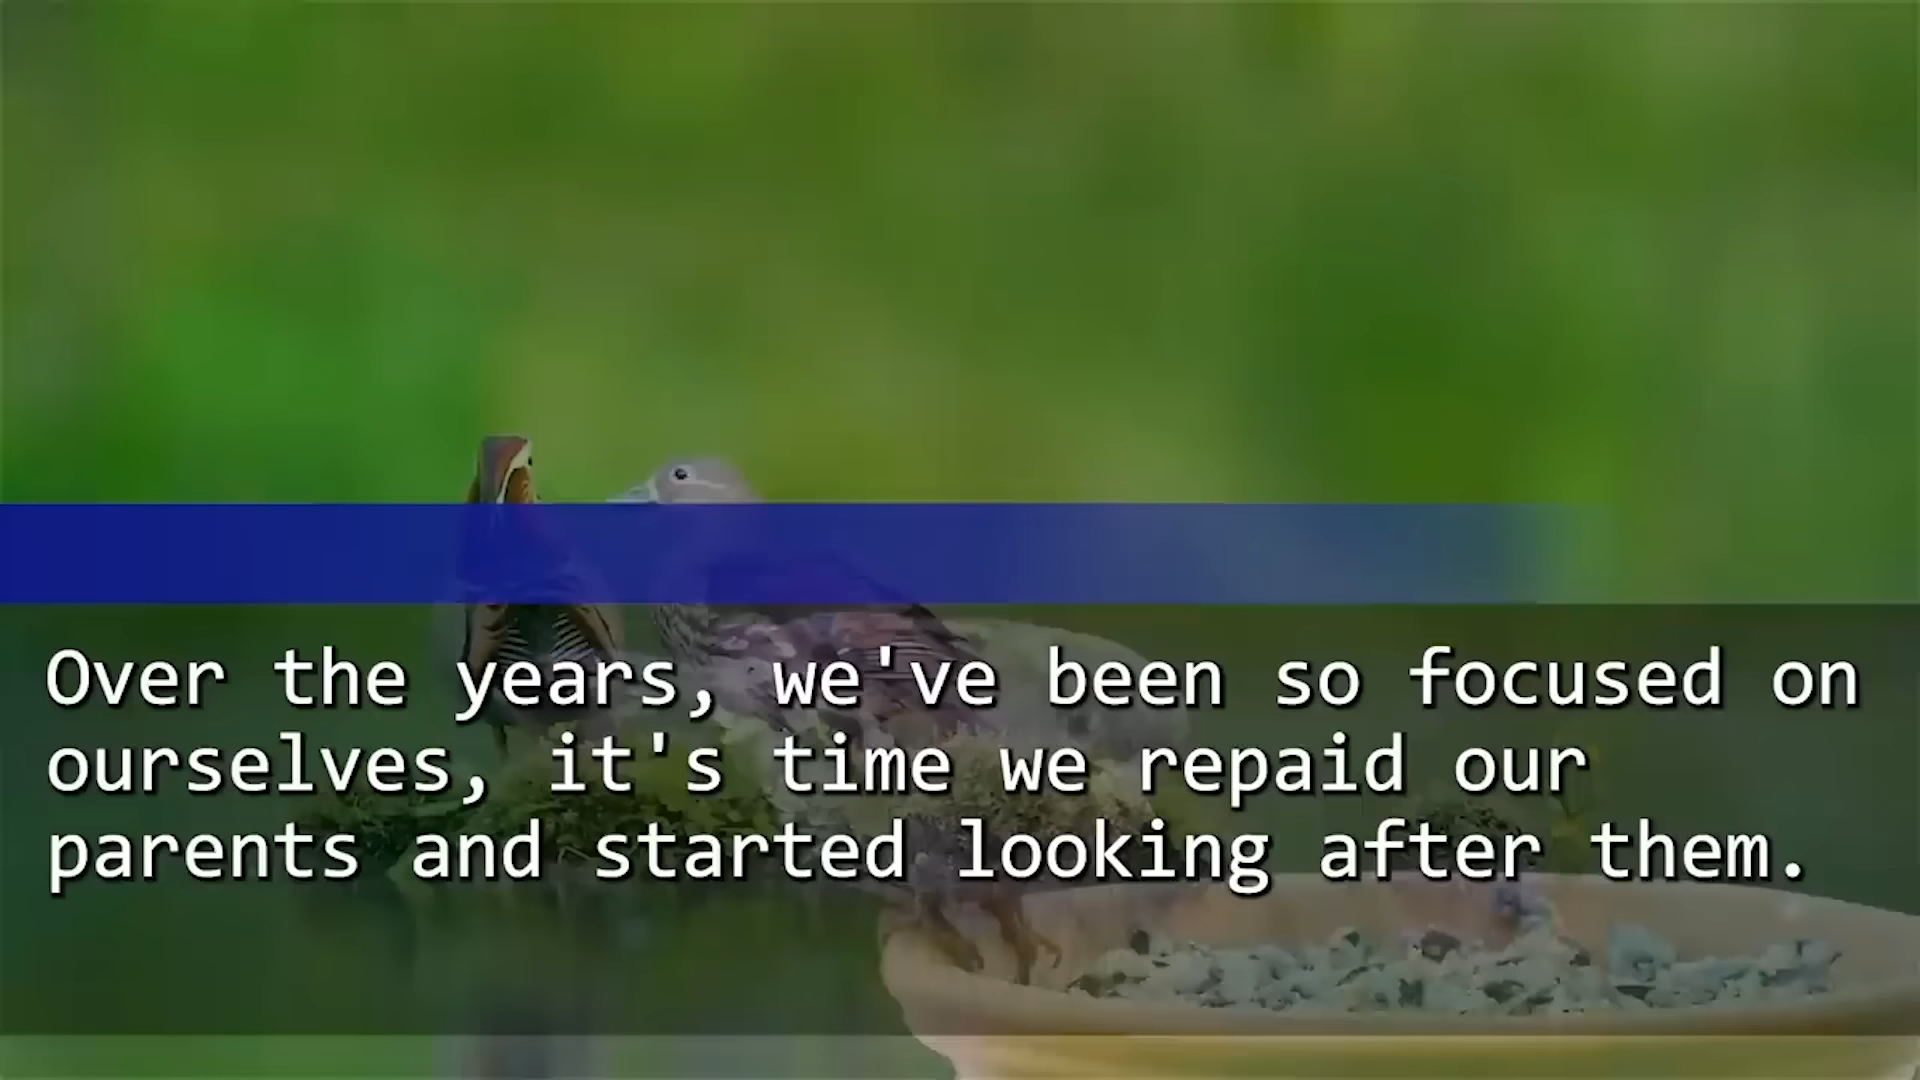 Over the years, we've been so focused on
ourselves, it's time we repaid our
parents and started looking after them.